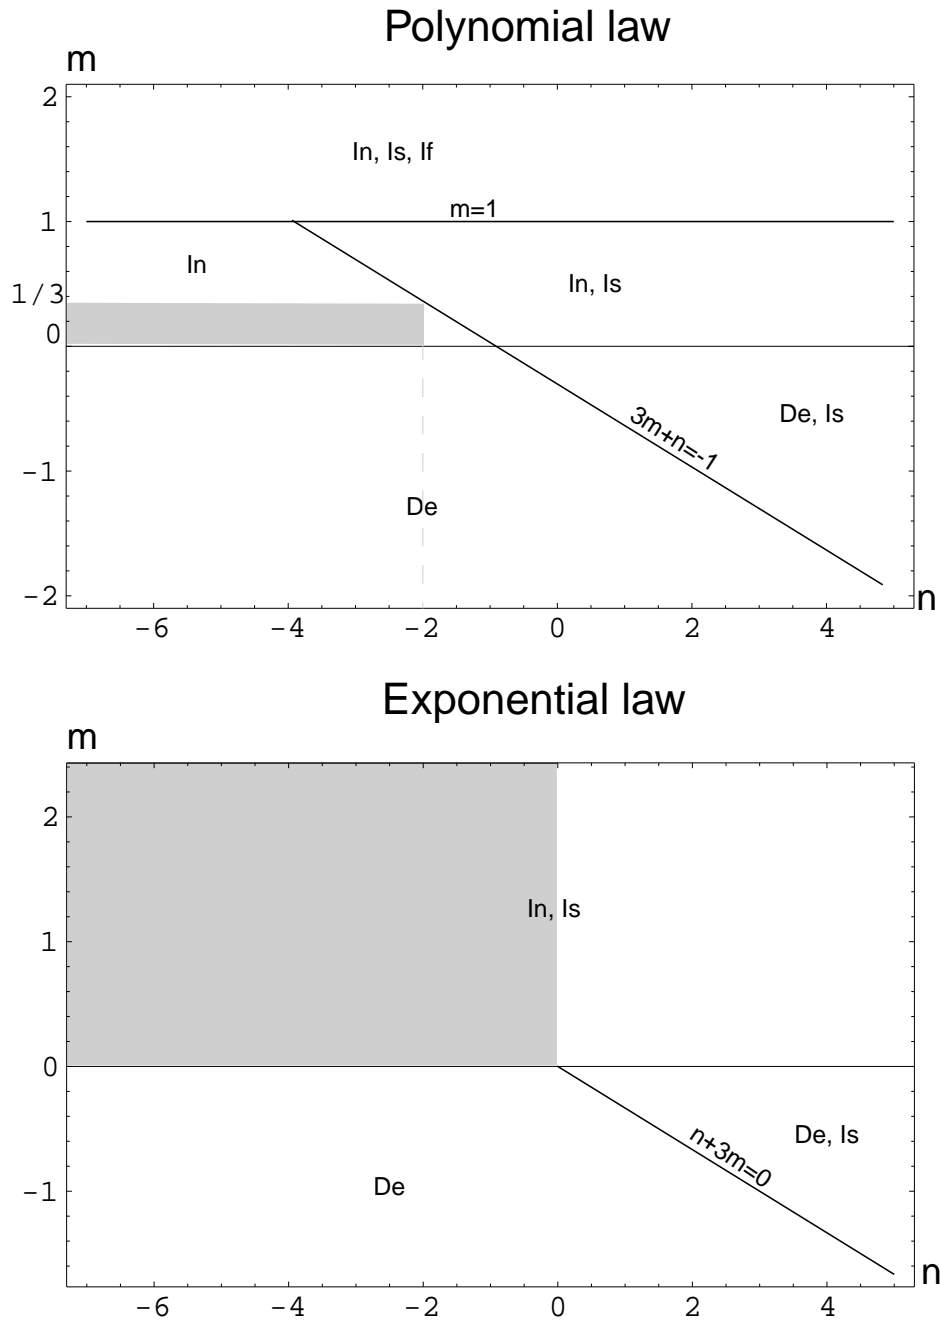 Polynomial law
m
2
In, Is, If
m=1
1
In
In, Is
1/3
0
De, Is
3m+n=-1
-1
De
-2
n
-6 -4 -2 0 2 4
Exponential law
m
2
In, Is
1
0
De, Is
n+3m=0
De
-1
n
-6 -4 -2 0 2 4